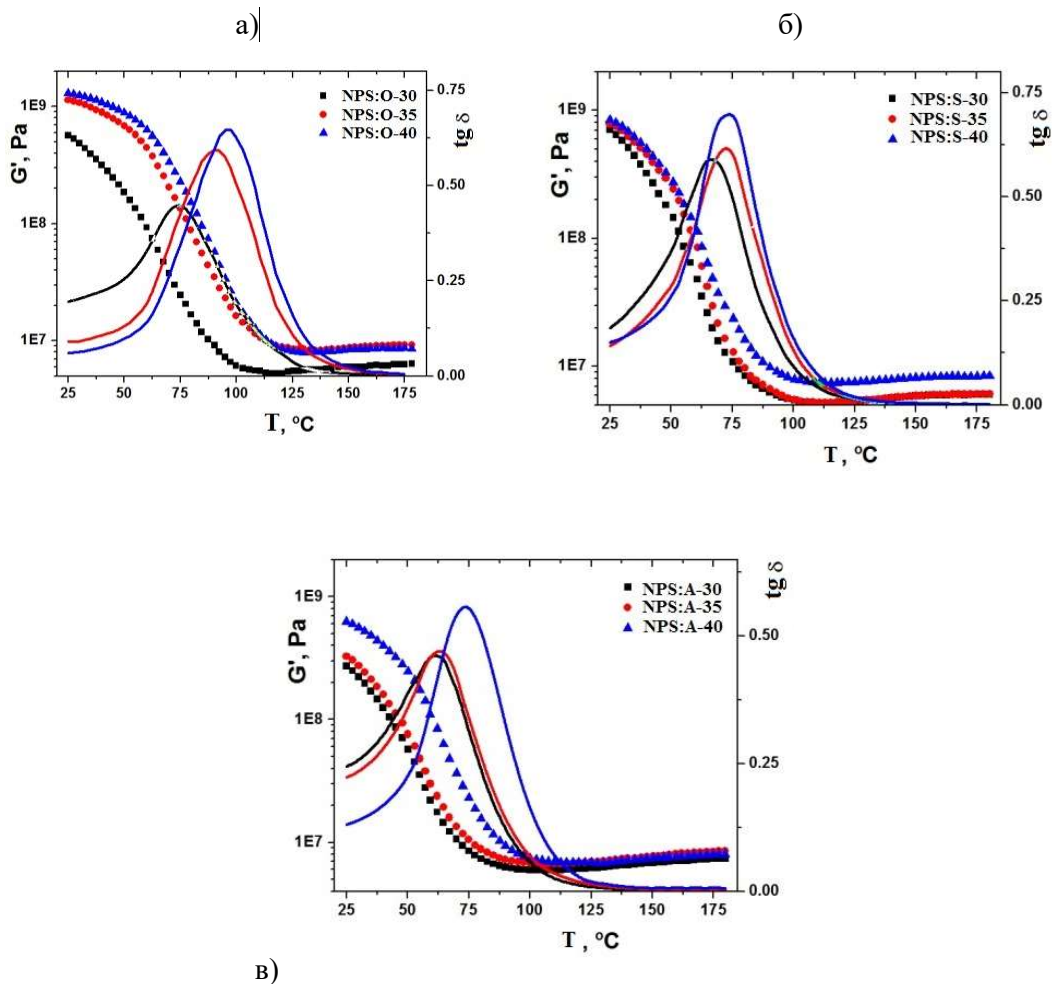 а)
б)
1E9
1E8
1E7
G', Pa
0.75
0.50
0.25
0.00
tg δ
NPS:O-30
NPS:O-35
NPS:O-40
25 50 75 100 125 150 175
T, ºC
1E9
1E8
1E7
G', Pa
0.75
0.50
0.25
0.00
tg δ
NPS:S-30
NPS:S-35
NPS:S-40
25 50 75 100 125 150 175
T , ºC
1E9
1E8
1E7
G', Pa
0.50
0.25
0.00
tg δ
NPS:A-30
NPS:A-35
NPS:A-40
25 50 75 100 125 150 175
T , ºC
в)